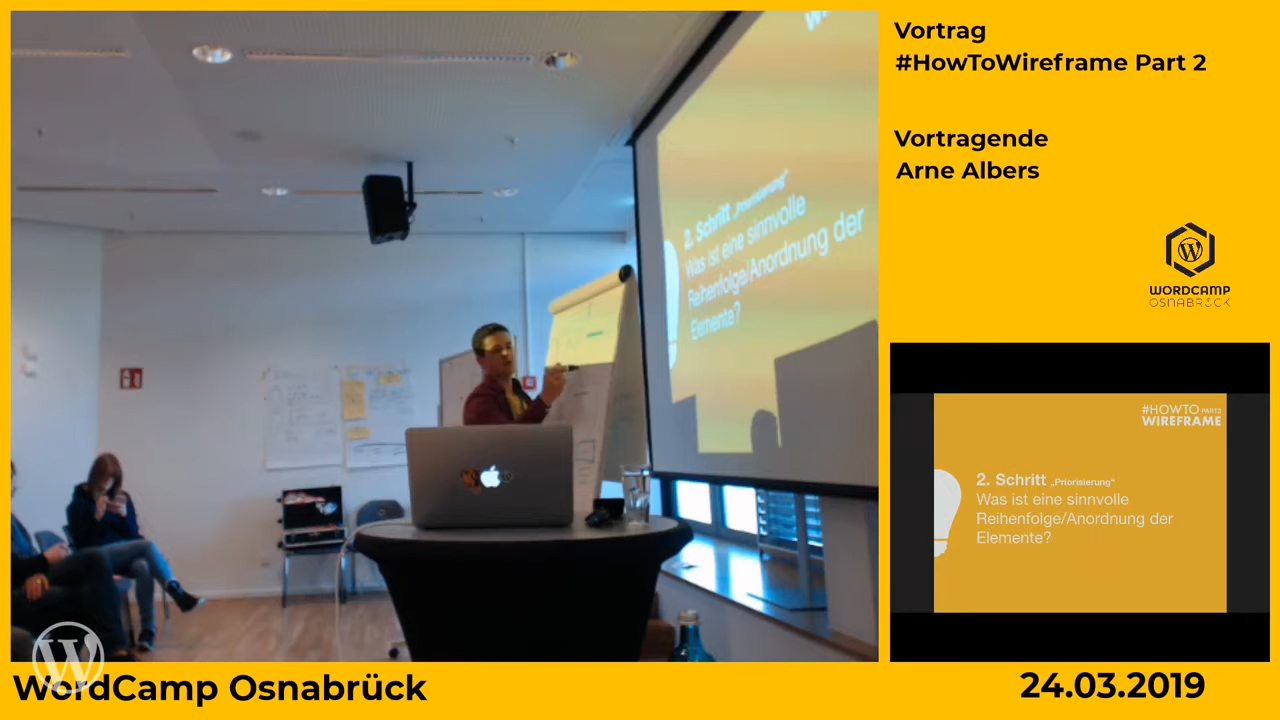 Vortrag
#HowToWireframe Part 2
Vortragende
Arne Albers
WORDCAMP
OSNABRÜCK
2. Schritt „Priorisierung“
Was ist eine sinnvolle
Reihenfolge/Anordnung der
Elemente?
#HOWTO PART2
WIREFRAME
2. Schritt „Priorisierung“
Was ist eine sinnvolle
Reihenfolge/Anordnung der
Elemente?
WordCamp Osnabrück
24.03.2019